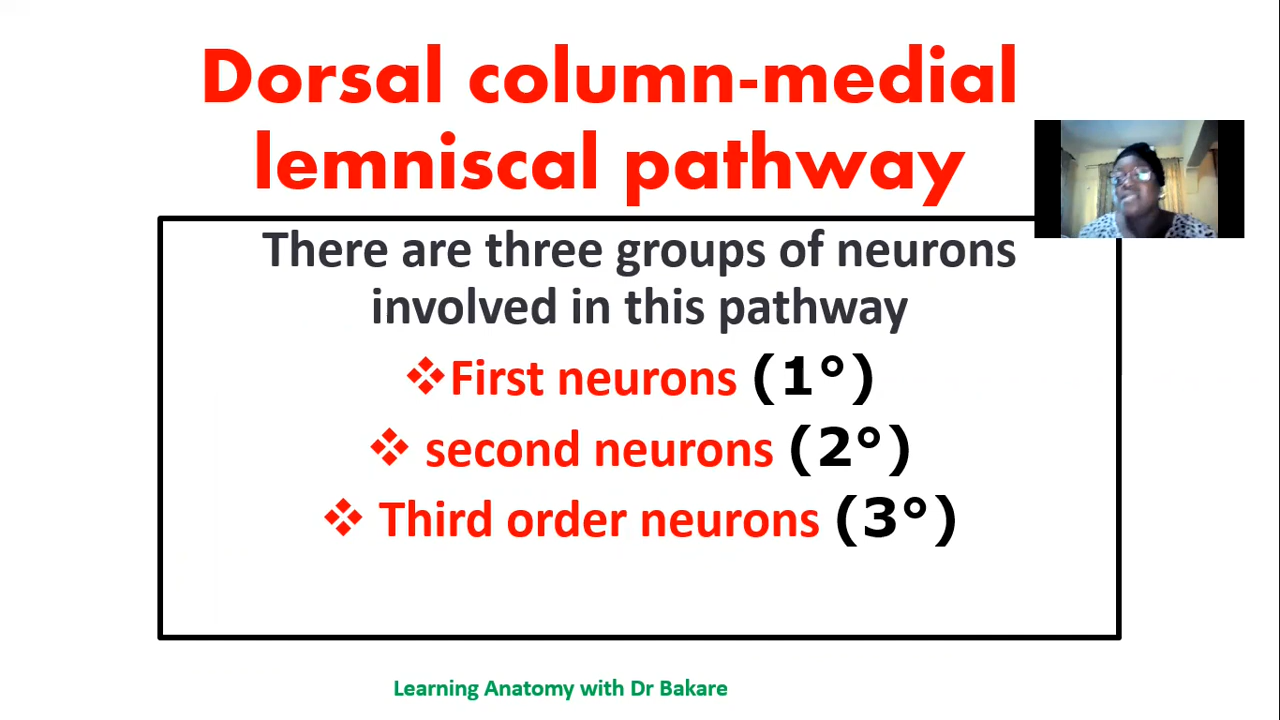 Dorsal column-medial
lemniscal pathway
There are three groups of neurons
involved in this pathway
❖First neurons (1°)
❖ second neurons (2°)
❖ Third order neurons (3°)
Learning Anatomy with Dr Bakare